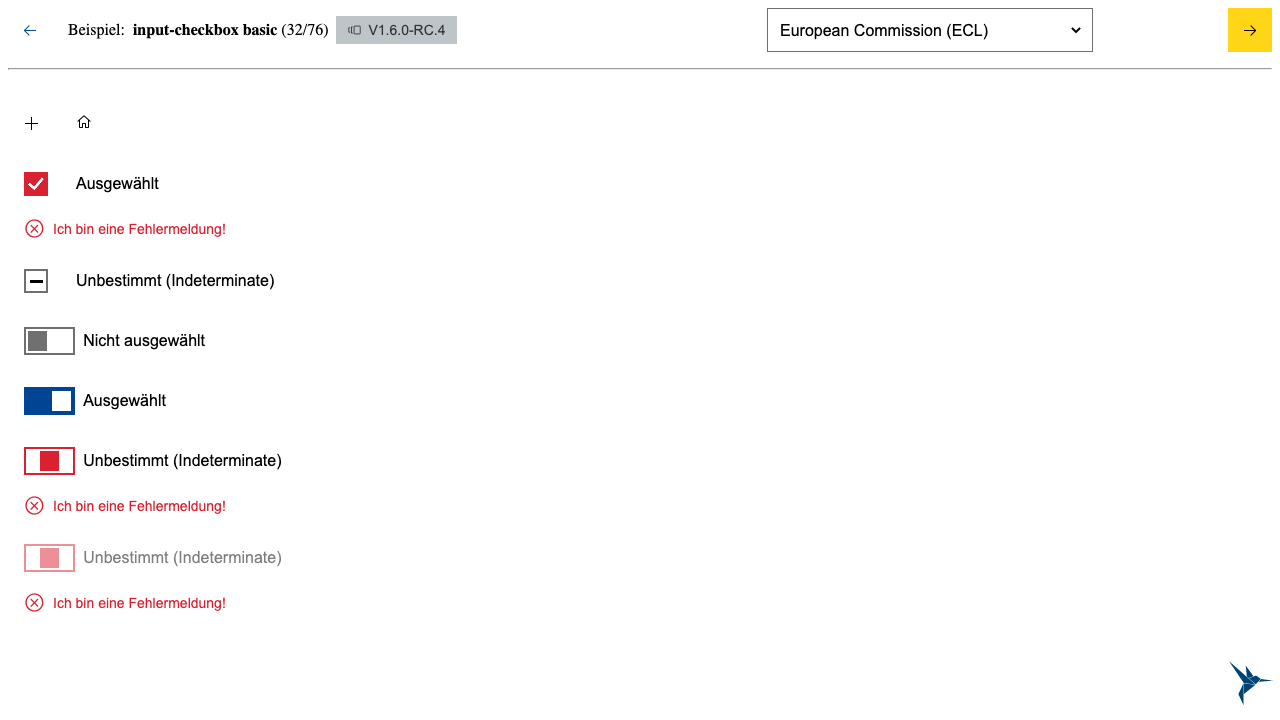 Beispiel: input-checkbox basic (32/76) V1.6.0-RC.4 European Commission (ECL)
Ausgewählt
Ich bin eine Fehlermeldung!
Unbestimmt (Indeterminate)
Nicht ausgewählt
Ausgewählt
Unbestimmt (Indeterminate)
Ich bin eine Fehlermeldung!
Unbestimmt (Indeterminate)
Ich bin eine Fehlermeldung!